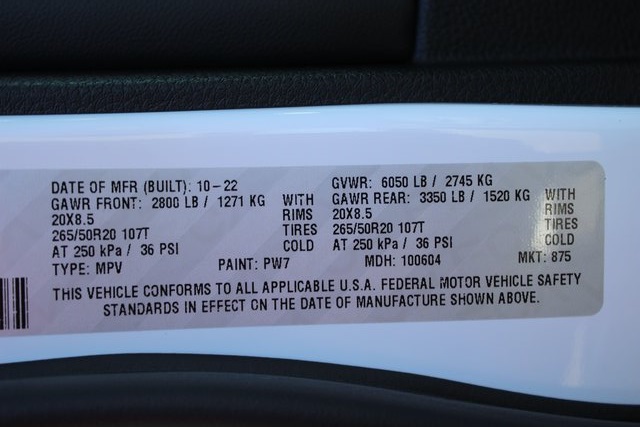 DATE OF MFR (BUILT): 10-22 GVWR: 6050 LB / 2745 KG
GAWR FRONT: 2800 LB / 1271 KG WITH GAWR REAR: 3350 LB / 1520 KG WITH
20X8.5 RIMS 20X8.5 RIMS
265/50R20 107T TIRES 265/50R20 107T TIRES
AT 250 kPa / 36 PSI COLD AT 250 kPa / 36 PSI COLD
TYPE: MPV PAINT: PW7 MDH: 100604 MKT: 875
THIS VEHICLE CONFORMS TO ALL APPLICABLE U.S.A. FEDERAL MOTOR VEHICLE SAFETY
STANDARDS IN EFFECT ON THE DATE OF MANUFACTURE SHOWN ABOVE.